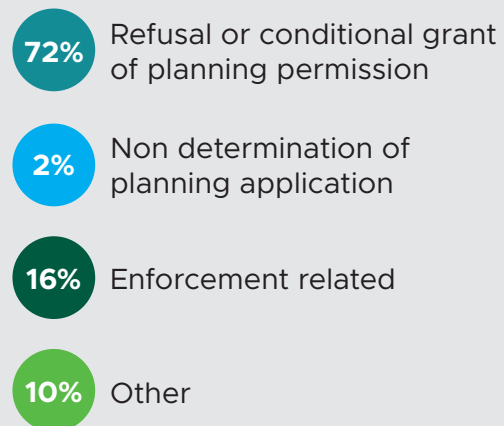 72% Refusal or conditional grant
of planning permission
2% Non determination of
planning application
16% Enforcement related
10% Other